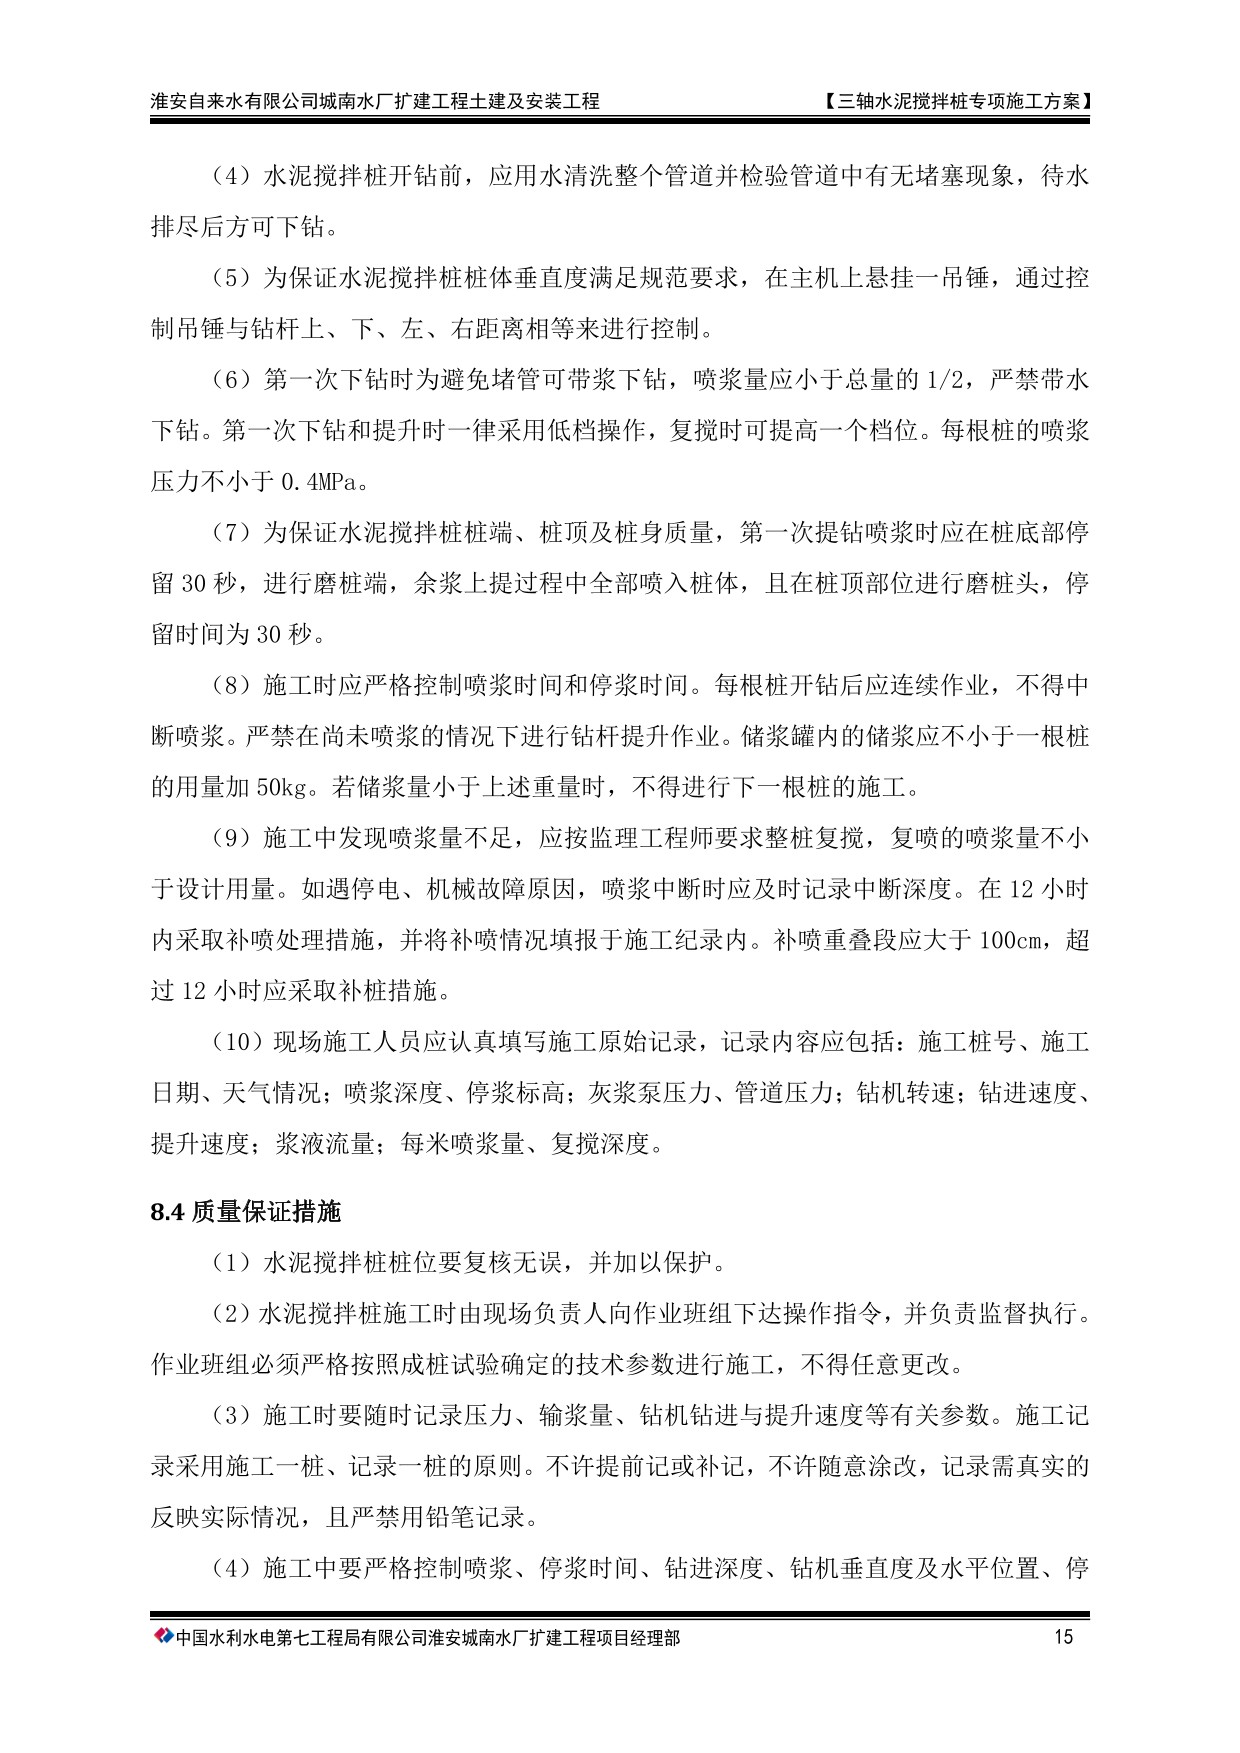 淮安自来水有限公司城南水厂扩建工程土建及安装工程 【三轴水泥搅拌桩专项施工方案】
（4）水泥搅拌桩开钻前，应用水清洗整个管道并检验管道中有无堵塞现象，待水
排尽后方可下钻。
（5）为保证水泥搅拌桩桩体垂直度满足规范要求，在主机上悬挂一吊锤，通过控
制吊锤与钻杆上、下、左、右距离相等来进行控制。
（6）第一次下钻时为避免堵管可带浆下钻，喷浆量应小于总量的 1/2，严禁带水
下钻。第一次下钻和提升时一律采用低档操作，复搅时可提高一个档位。每根桩的喷浆
压力不小于 0.4MPa。
（7）为保证水泥搅拌桩桩端、桩顶及桩身质量，第一次提钻喷浆时应在桩底部停
留 30 秒，进行磨桩端，余浆上提过程中全部喷入桩体，且在桩顶部位进行磨桩头，停
留时间为 30 秒。
（8）施工时应严格控制喷浆时间和停浆时间。每根桩开钻后应连续作业，不得中
断喷浆。严禁在尚未喷浆的情况下进行钻杆提升作业。储浆罐内的储浆应不小于一根桩
的用量加 50kg。若储浆量小于上述重量时，不得进行下一根桩的施工。
（9）施工中发现喷浆量不足，应按监理工程师要求整桩复搅，复喷的喷浆量不小
于设计用量。如遇停电、机械故障原因，喷浆中断时应及时记录中断深度。在 12 小时
内采取补喷处理措施，并将补喷情况填报于施工纪录内。补喷重叠段应大于 100cm，超
过 12 小时应采取补桩措施。
（10）现场施工人员应认真填写施工原始记录，记录内容应包括：施工桩号、施工
日期、天气情况；喷浆深度、停浆标高；灰浆泵压力、管道压力；钻机转速；钻进速度、
提升速度；浆液流量；每米喷浆量、复搅深度。
8.4 质量保证措施
（1）水泥搅拌桩桩位要复核无误，并加以保护。
（2）水泥搅拌桩施工时由现场负责人向作业班组下达操作指令，并负责监督执行。
作业班组必须严格按照成桩试验确定的技术参数进行施工，不得任意更改。
（3）施工时要随时记录压力、输浆量、钻机钻进与提升速度等有关参数。施工记
录采用施工一桩、记录一桩的原则。不许提前记或补记，不许随意涂改，记录需真实的
反映实际情况，且严禁用铅笔记录。
（4）施工中要严格控制喷浆、停浆时间、钻进深度、钻机垂直度及水平位置、停
中国水利水电第七工程局有限公司淮安城南水厂扩建工程项目经理部 15